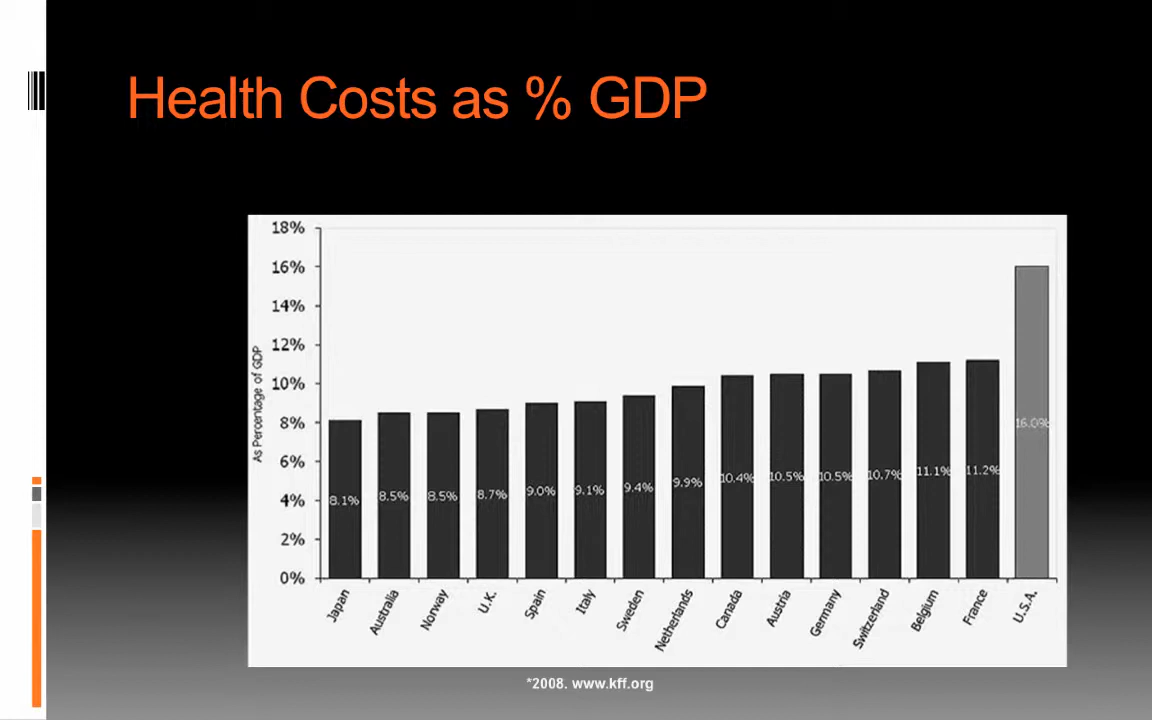 Health Costs as % GDP
18%
16%
14%
12%
10%
8%
6%
4%
2%
0%
As Percentage of GDP
8.1%
8.5%
8.5%
8.7%
9.0%
9.1%
9.4%
9.9%
10.4%
10.5%
10.5%
10.7%
11.1%
11.2%
16.0%
Japan
Australia
Norway
U.K.
Spain
Italy
Sweden
Netherlands
Canada
Austria
Germany
Switzerland
Belgium
France
U.S.A.
*2008. www.kff.org